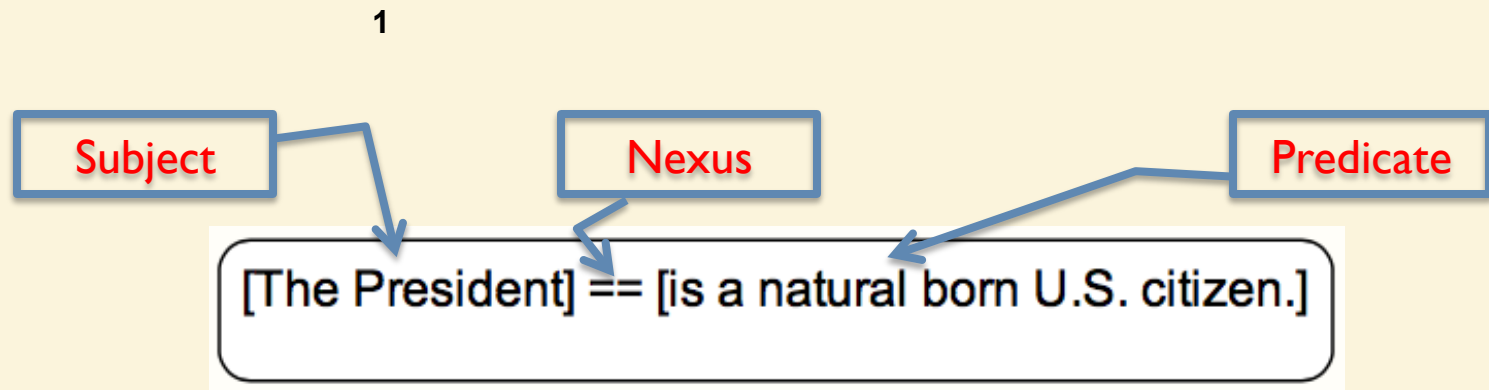 1
Subject Nexus Predicate
[The President] == [is a natural born U.S. citizen.]